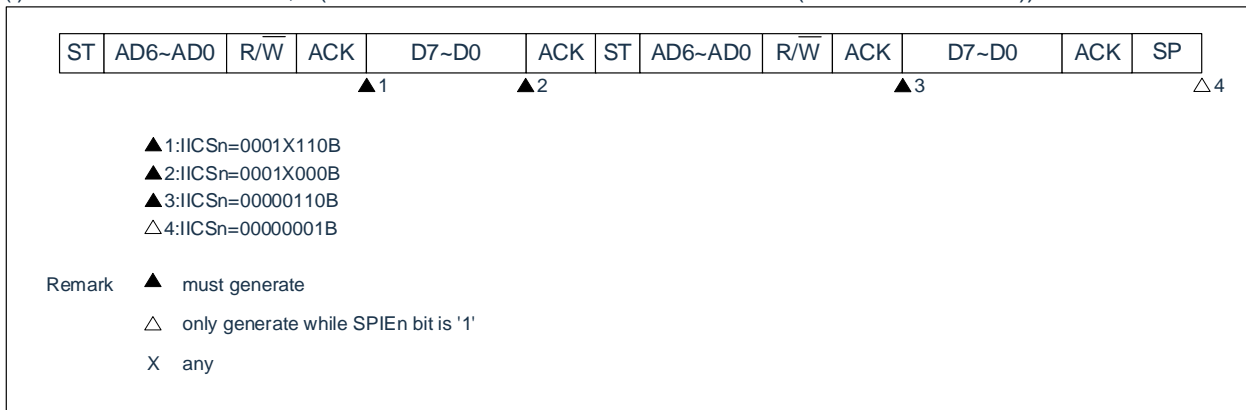 ST AD6~AD0 R/W ACK D7~D0 ACK ST AD6~AD0 R/W ACK D7~D0 ACK SP
▲1 ▲2 ▲3 △4
▲1:IICSn=0001X110B
▲2:IICSn=0001X000B
▲3:IICSn=00000110B
△4:IICSn=00000001B
Remark ▲ must generate
△ only generate while SPIEn bit is '1'
X any